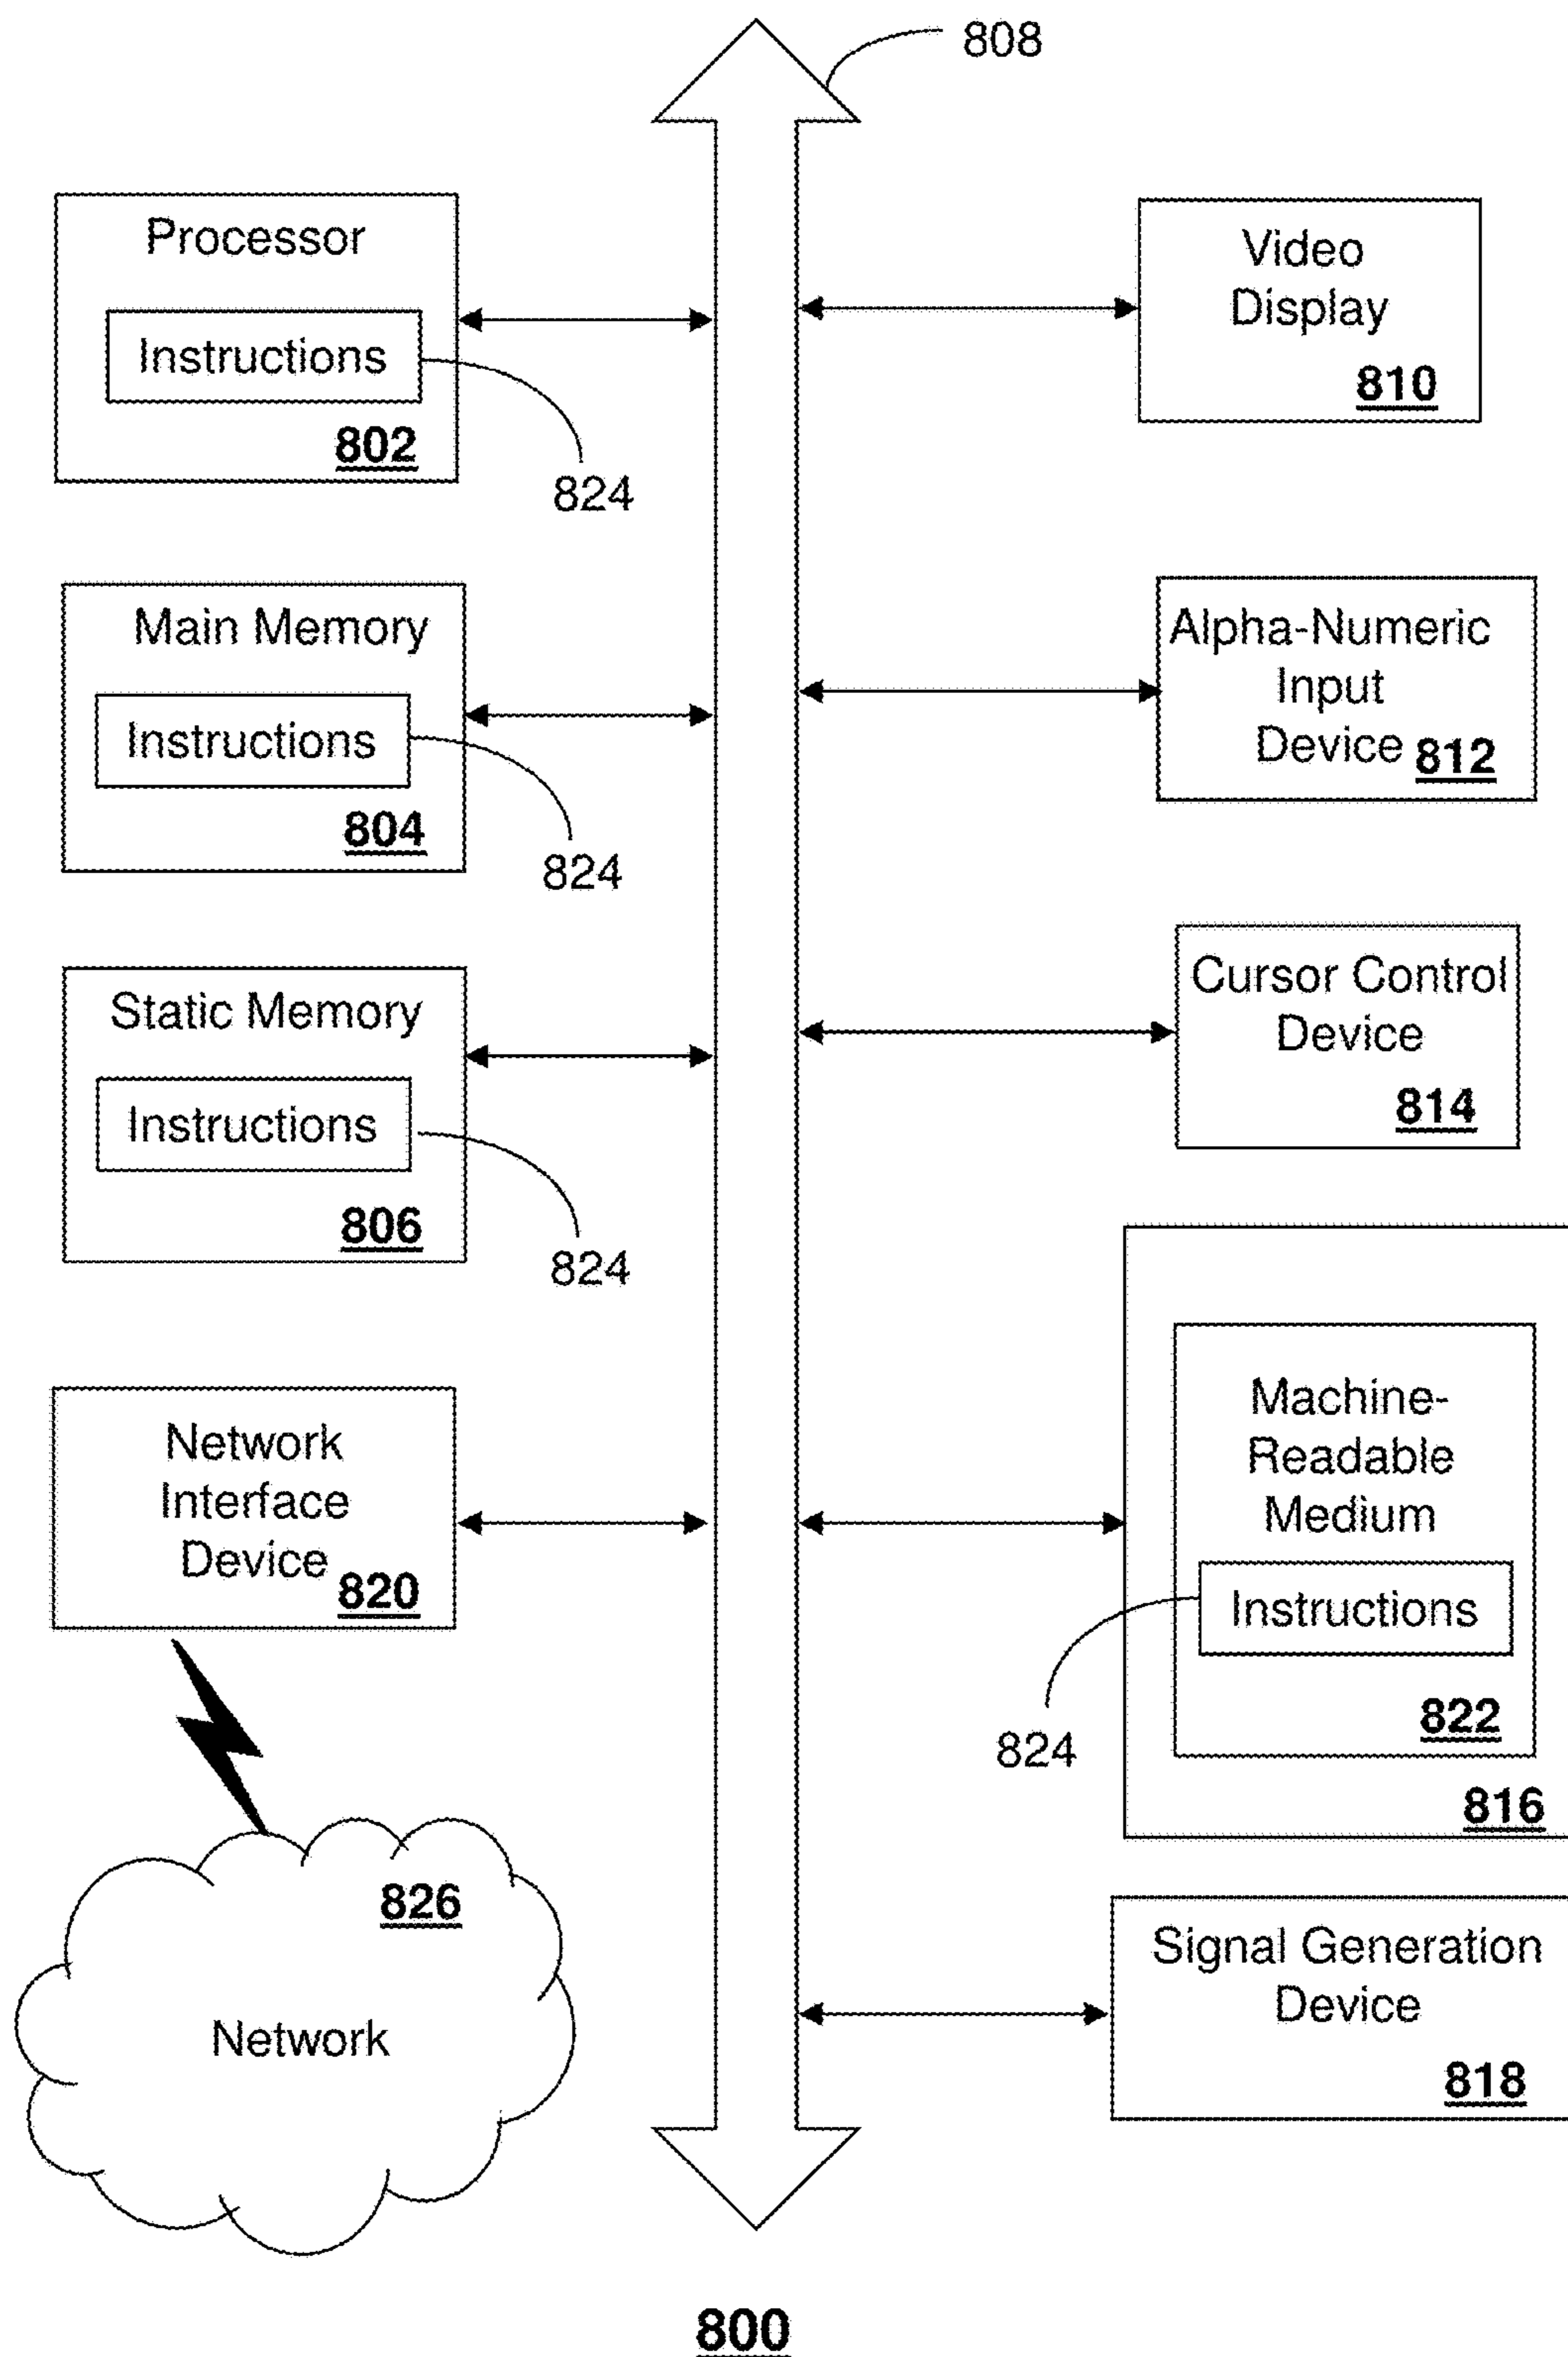 808
Processor
Instructions
802
824
Video
Display
810
Main Memory
Instructions
804
824
Alpha-Numeric
Input
Device 812
Static Memory
Instructions
806
824
Cursor Control
Device
814
Network
Interface
Device 820
Machine-
Readable
Medium
Instructions
822
824
816
826
Network
Signal Generation
Device
818
800